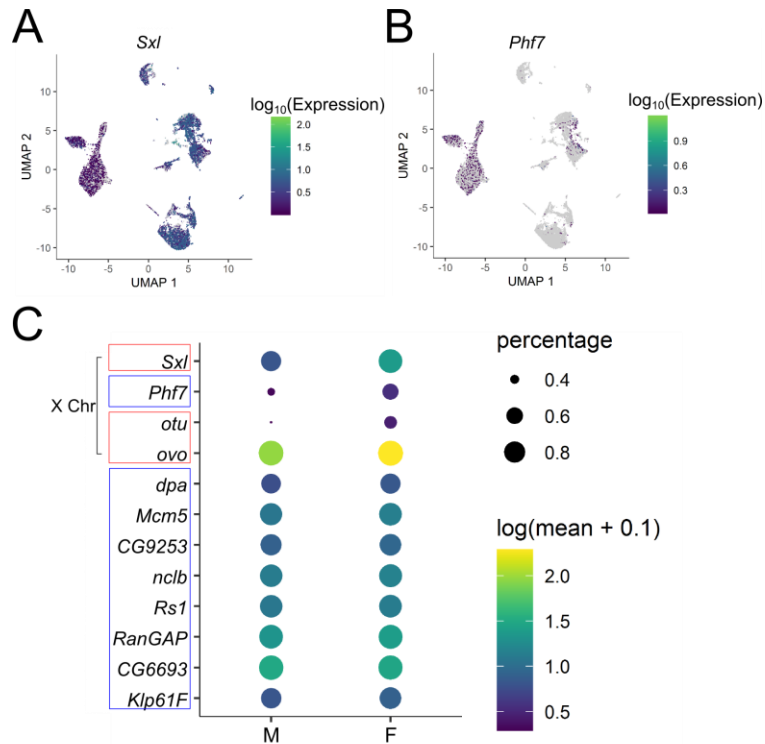 A
Sxl
UMAP 2
10
5
0
-5
-10
-10
-5
0
5
10
UMAP 1
log₁₀(Expression)
2.0
1.5
1.0
0.5
B
Phf7
UMAP 2
10
5
0
-5
-10
-10
-5
0
5
10
UMAP 1
log₁₀(Expression)
0.9
0.6
0.3
C
X Chr
Sxl
Phf7
otu
ovo
dpa
Mcm5
CG9253
nclb
Rs1
RanGAP
CG6693
Klp61F
M
F
percentage
0.4
0.6
0.8
log(mean + 0.1)
2.0
1.5
1.0
0.5